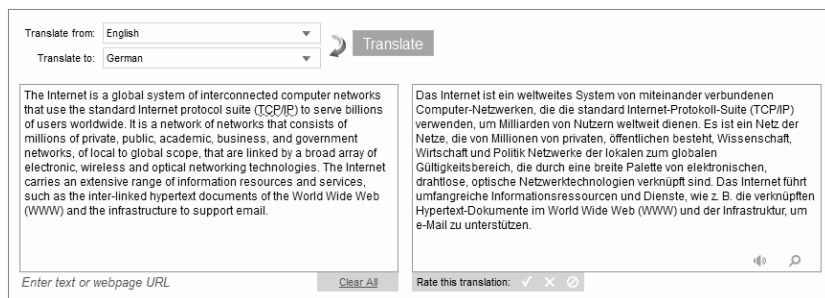 Translate from: English
Translate to: German
Translate
The Internet is a global system of interconnected computer networks
that use the standard Internet protocol suite (TCP/IP) to serve billions
of users worldwide. It is a network of networks that consists of
millions of private, public, academic, business, and government
networks, of local to global scope, that are linked by a broad array of
electronic, wireless and optical networking technologies. The Internet
carries an extensive range of information resources and services,
such as the inter-linked hypertext documents of the World Wide Web
(WWW) and the infrastructure to support email.
Enter text or webpage URL
Clear All
Das Internet ist ein weltweites System von miteinander verbundenen
Computer-Netzwerken, die die standard Internet-Protokoll-Suite (TCP/IP)
verwenden, um Milliarden von Nutzern weltweit dienen. Es ist ein Netz der
Netze, die von Millionen von privaten, öffentlichen besteht, Wissenschaft,
Wirtschaft und Politik Netzwerke der lokalen zum globalen
Gültigkeitsbereich, die durch eine breite Palette von elektronischen,
drahtlose, optische Netzwerktechnologien verknüpft sind. Das Internet führt
umfangreiche Informationsressourcen und Dienste, wie z. B. die verknüpften
Hypertext-Dokumente im World Wide Web (WWW) und der Infrastruktur, um
e-Mail zu unterstützen.
Rate this translation: